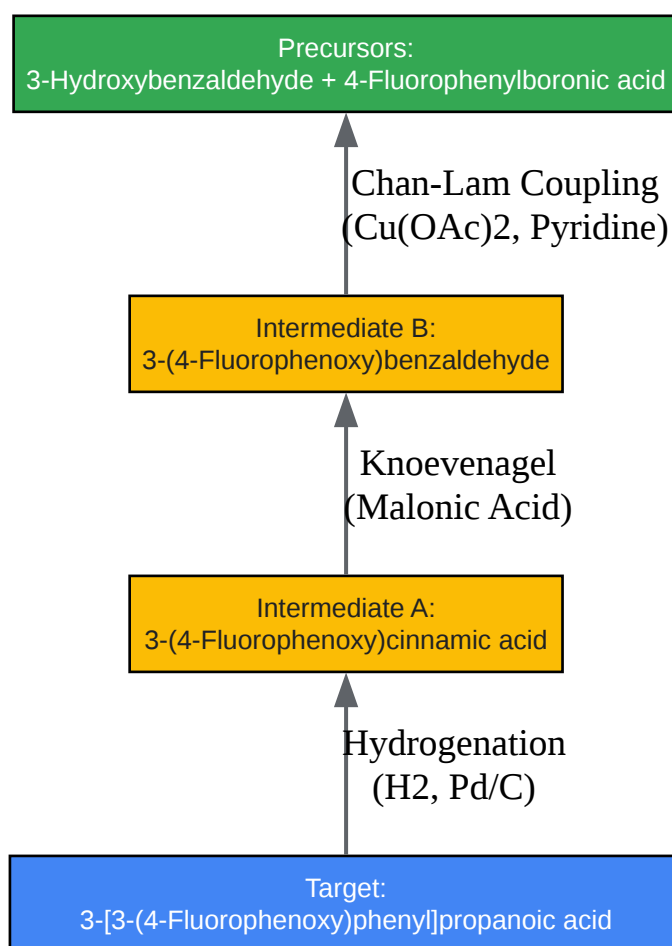 Precursors:
3-Hydroxybenzaldehyde + 4-Fluorophenylboronic acid
Chan-Lam Coupling
(Cu(OAc)2, Pyridine)
Intermediate B:
3-(4-Fluorophenoxy)benzaldehyde
Knoevenagel
(Malonic Acid)
Intermediate A:
3-(4-Fluorophenoxy)cinnamic acid
Hydrogenation
(H2, Pd/C)
Target:
3-[3-(4-Fluorophenoxy)phenyl]propanoic acid